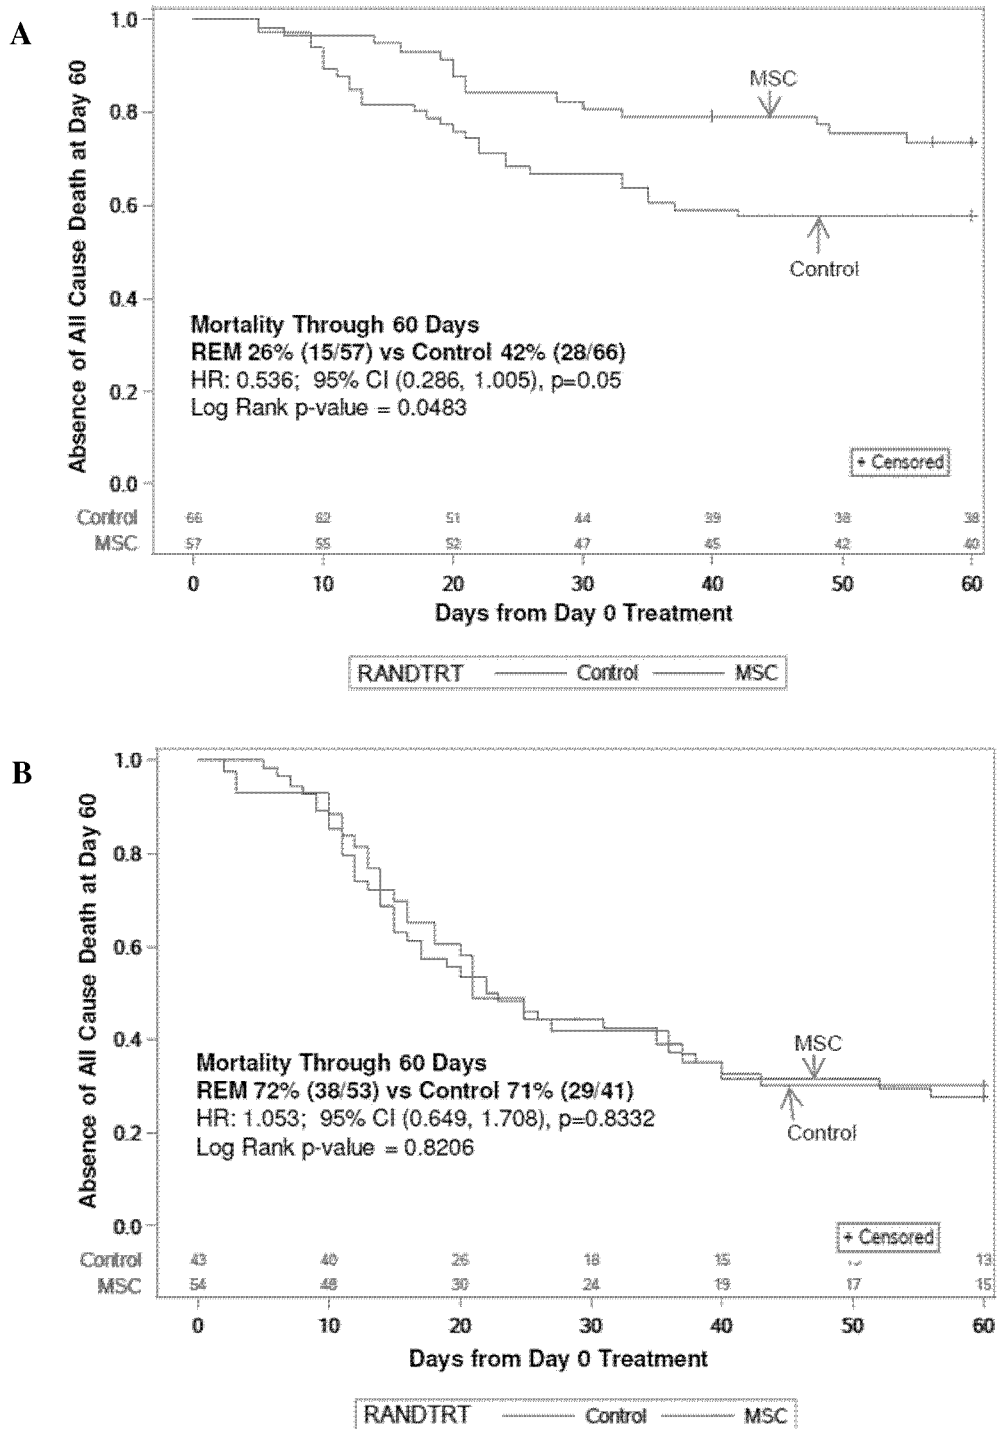 A
Absence of All Cause Death at Day 60
1.0
0.8
0.6
0.4
0.2
0.0
MSC
Control
Mortality Through 60 Days
REM 26% (15/57) vs Control 42% (28/66)
HR: 0.536; 95% CI (0.286, 1.005), p=0.05
Log Rank p-value = 0.0483
+ Censored
Control 66 62 51 44 39 38 38
MSC 57 55 52 47 45 42 40
0 10 20 30 40 50 60
Days from Day 0 Treatment
RANDTRT Control MSC
B
Absence of All Cause Death at Day 60
1.0
0.8
0.6
0.4
0.2
0.0
MSC
Control
Mortality Through 60 Days
REM 72% (38/53) vs Control 71% (29/41)
HR: 1.053; 95% CI (0.649, 1.708), p=0.8332
Log Rank p-value = 0.8206
+ Censored
Control 43 40 18 15 13
MSC 54 48 30 24 19 17 15
0 10 20 30 40 50 60
Days from Day 0 Treatment
RANDTRT Control MSC